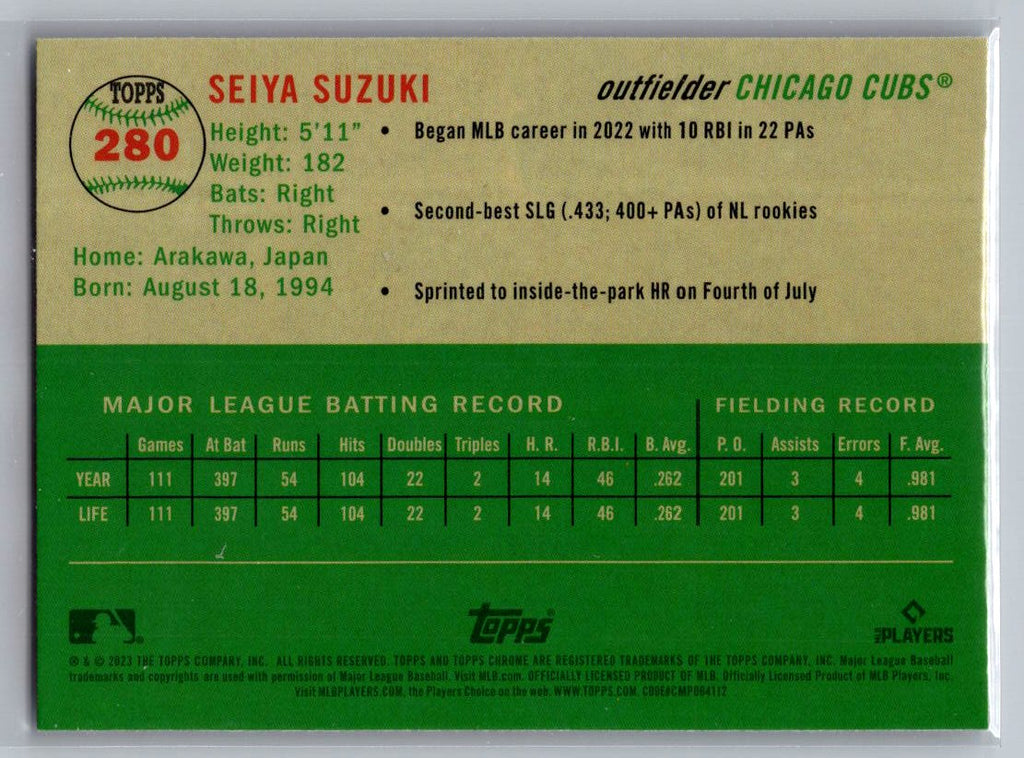 TOPPS
280
SEIYA SUZUKI
outfielder CHICAGO CUBS®
Height: 5'11"
Weight: 182
Bats: Right
Throws: Right
Home: Arakawa, Japan
Born: August 18, 1994
• Began MLB career in 2022 with 10 RBI in 22 PAs
• Second-best SLG (.433; 400+ PAs) of NL rookies
• Sprinted to inside-the-park HR on Fourth of July
MAJOR LEAGUE BATTING RECORD FIELDING RECORD
Games At Bat Runs Hits Doubles Triples H. R. R.B.I. B. Avg. P. O. Assists Errors F. Avg.
YEAR 111 397 54 104 22 2 14 46 .262 201 3 4 .981
LIFE 111 397 54 104 22 2 14 46 .262 201 3 4 .981
Topps®
MLB PLAYERS
® & © 2023 THE TOPPS COMPANY, INC. ALL RIGHTS RESERVED. TOPPS AND TOPPS CHROME ARE REGISTERED TRADEMARKS OF THE TOPPS COMPANY, INC. Major League Baseball
trademarks and copyrights are used with permission of Major League Baseball. Visit MLB.com. OFFICIALLY LICENSED PRODUCT OF MLB. Officially Licensed Product of MLB Players, Inc.
Visit MLBPLAYERS.COM, the Players Choice on the web. WWW.TOPPS.COM. CODE#CMP064112